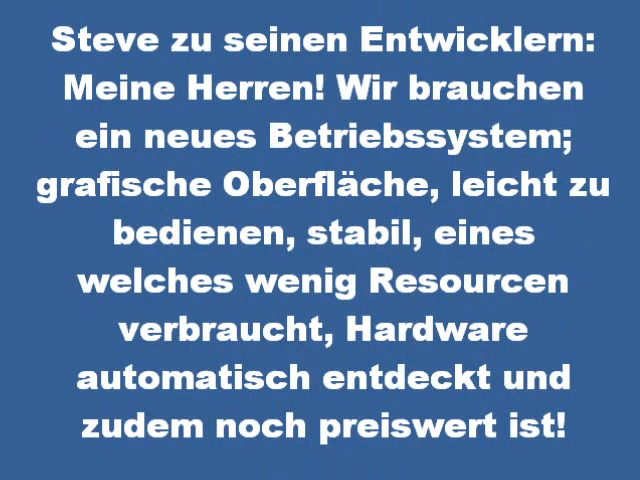 Steve zu seinen Entwicklern:
Meine Herren! Wir brauchen
ein neues Betriebssystem;
grafische Oberfläche, leicht zu
bedienen, stabil, eines
welches wenig Resourcen
verbraucht, Hardware
automatisch entdeckt und
zudem noch preiswert ist!